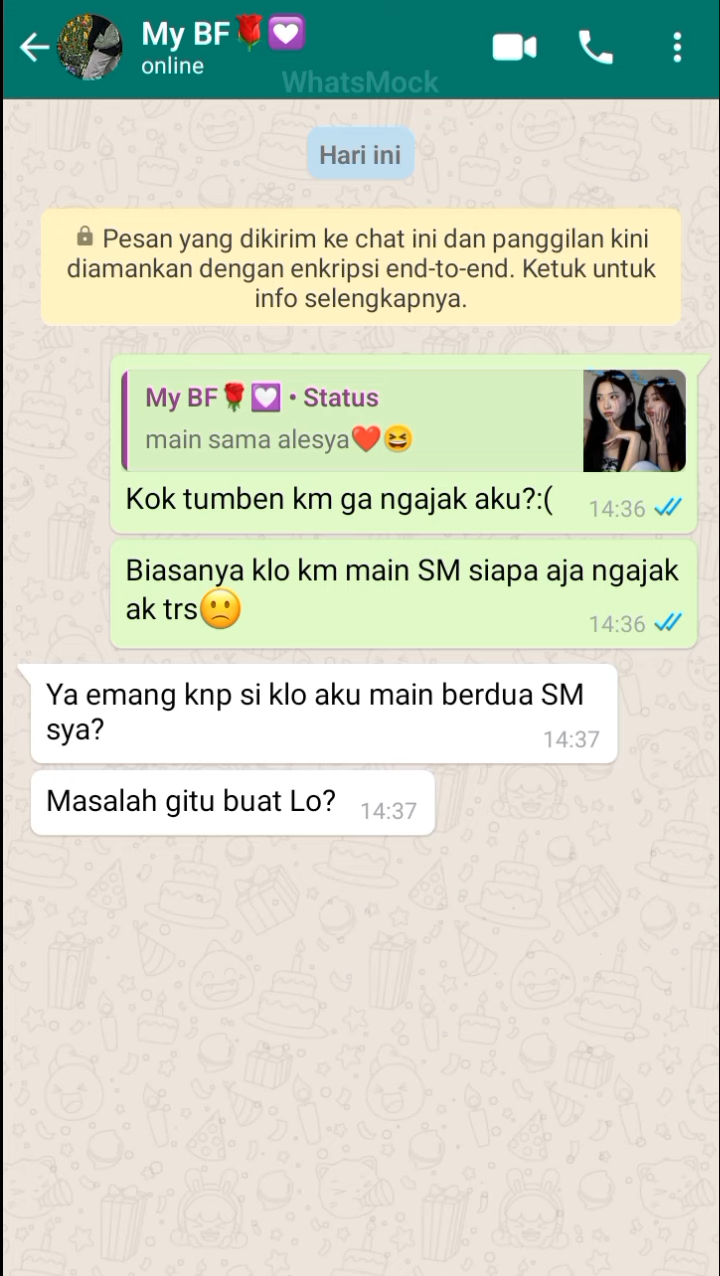 My BF🌹💟
online
WhatsMock
Hari ini
🔒 Pesan yang dikirim ke chat ini dan panggilan kini
diamankan dengan enkripsi end-to-end. Ketuk untuk
info selengkapnya.
My BF🌹💟 • Status
main sama alesya❤️😆
Kok tumben km ga ngajak aku?:(
14:36
Biasanya klo km main SM siapa aja ngajak
ak trs🙁
14:36
Ya emang knp si klo aku main berdua SM
sya?
14:37
Masalah gitu buat Lo?
14:37